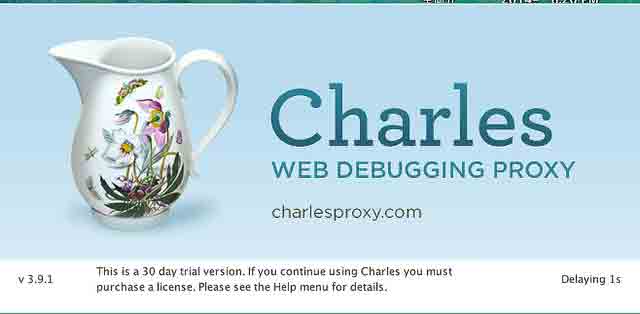 Charles
WEB DEBUGGING PROXY
charlesproxy.com
v 3.9.1
This is a 30 day trial version. If you continue using Charles you must
purchase a license. Please see the Help menu for details.
Delaying 1s